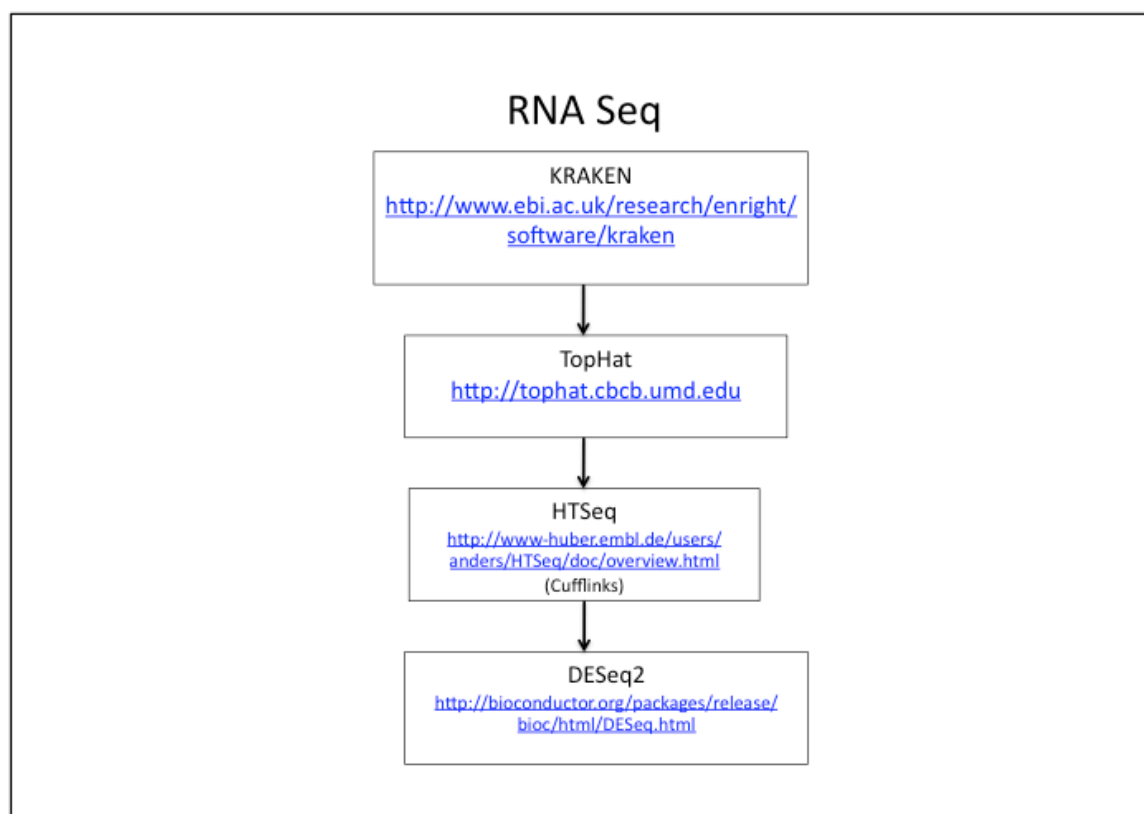 RNA Seq
KRAKEN
http://www.ebi.ac.uk/research/enright/
software/kraken
TopHat
http://tophat.cbcb.umd.edu
HTSeq
http://www-huber.embl.de/users/
anders/HTSeq/doc/overview.html
(Cufflinks)
DESeq2
http://bioconductor.org/packages/release/
bioc/html/DESeq.html